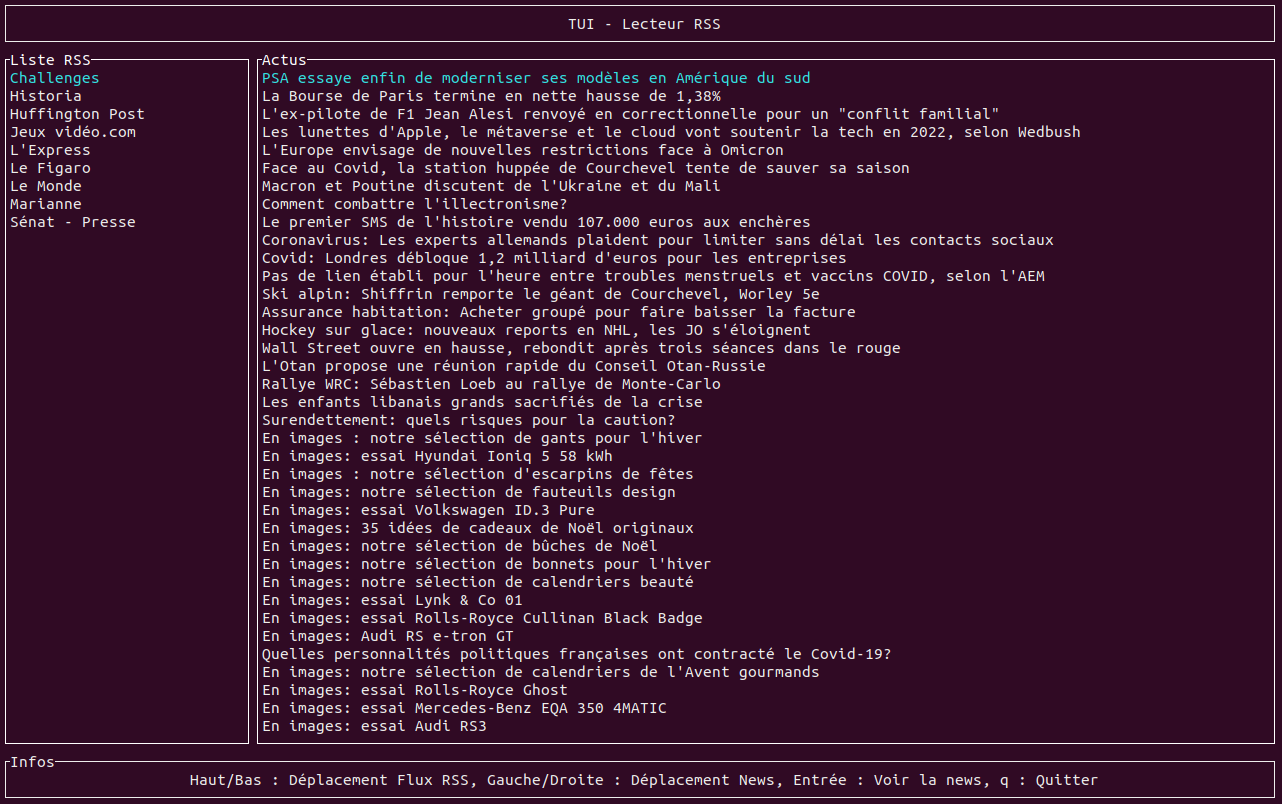 TUI - Lecteur RSS
Liste RSS
Challenges
Historia
Huffington Post
Jeux vidéo.com
L'Express
Le Figaro
Le Monde
Marianne
Sénat - Presse
Actus
PSA essaye enfin de moderniser ses modèles en Amérique du sud
La Bourse de Paris termine en nette hausse de 1,38%
L'ex-pilote de F1 Jean Alesi renvoyé en correctionnelle pour un "conflit familial"
Les lunettes d'Apple, le métaverse et le cloud vont soutenir la tech en 2022, selon Wedbush
L'Europe envisage de nouvelles restrictions face à Omicron
Face au Covid, la station huppée de Courchevel tente de sauver sa saison
Macron et Poutine discutent de l'Ukraine et du Mali
Comment combattre l'illectronisme?
Le premier SMS de l'histoire vendu 107.000 euros aux enchères
Coronavirus: Les experts allemands plaident pour limiter sans délai les contacts sociaux
Covid: Londres débloque 1,2 milliard d'euros pour les entreprises
Pas de lien établi pour l'heure entre troubles menstruels et vaccins COVID, selon l'AEM
Ski alpin: Shiffrin remporte le géant de Courchevel, Worley 5e
Assurance habitation: Acheter groupé pour faire baisser la facture
Hockey sur glace: nouveaux reports en NHL, les JO s'éloignent
Wall Street ouvre en hausse, rebondit après trois séances dans le rouge
L'Otan propose une réunion rapide du Conseil Otan-Russie
Rallye WRC: Sébastien Loeb au rallye de Monte-Carlo
Les enfants libanais grands sacrifiés de la crise
Surendettement: quels risques pour la caution?
En images : notre sélection de gants pour l'hiver
En images: essai Hyundai Ioniq 5 58 kWh
En images : notre sélection d'escarpins de fêtes
En images: notre sélection de fauteuils design
En images: essai Volkswagen ID.3 Pure
En images: 35 idées de cadeaux de Noël originaux
En images: notre sélection de bûches de Noël
En images: notre sélection de bonnets pour l'hiver
En images: notre sélection de calendriers beauté
En images: essai Lynk & Co 01
En images: essai Rolls-Royce Cullinan Black Badge
En images: Audi RS e-tron GT
Quelles personnalités politiques françaises ont contracté le Covid-19?
En images: notre sélection de calendriers de l'Avent gourmands
En images: essai Rolls-Royce Ghost
En images: essai Mercedes-Benz EQA 350 4MATIC
En images: essai Audi RS3
Infos
Haut/Bas : Déplacement Flux RSS, Gauche/Droite : Déplacement News, Entrée : Voir la news, q : Quitter